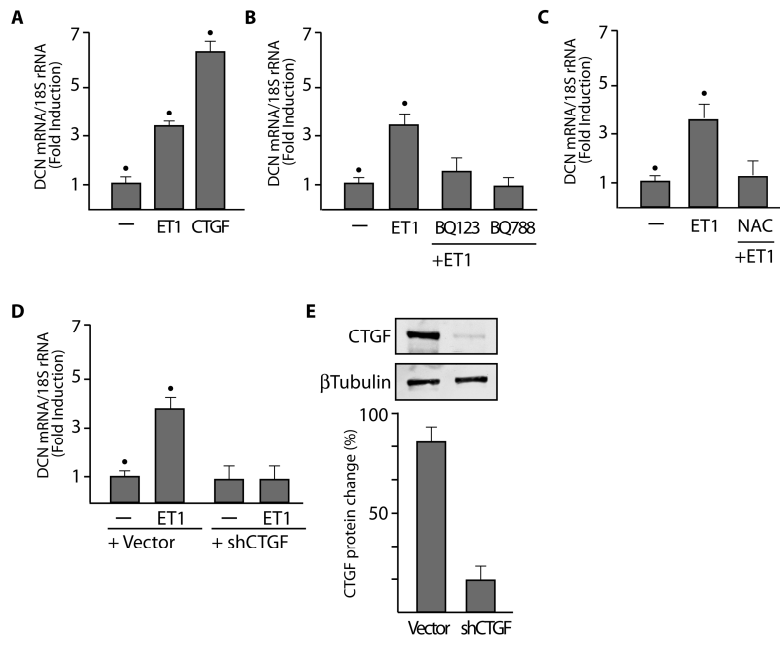 A
DCN mRNA/18S rRNA
(Fold Induction)
7
5
3
1
— ET1 CTGF
B
DCN mRNA/18S rRNA
(Fold Induction)
7
5
3
1
— ET1 BQ123 BQ788
+ET1
C
DCN mRNA/18S rRNA
(Fold Induction)
7
5
3
1
— ET1 NAC
+ET1
D
DCN mRNA/18S rRNA
(Fold Induction)
7
5
3
1
— ET1 — ET1
+ Vector + shCTGF
E
CTGF
βTubulin
CTGF protein change (%)
100
50
Vector shCTGF